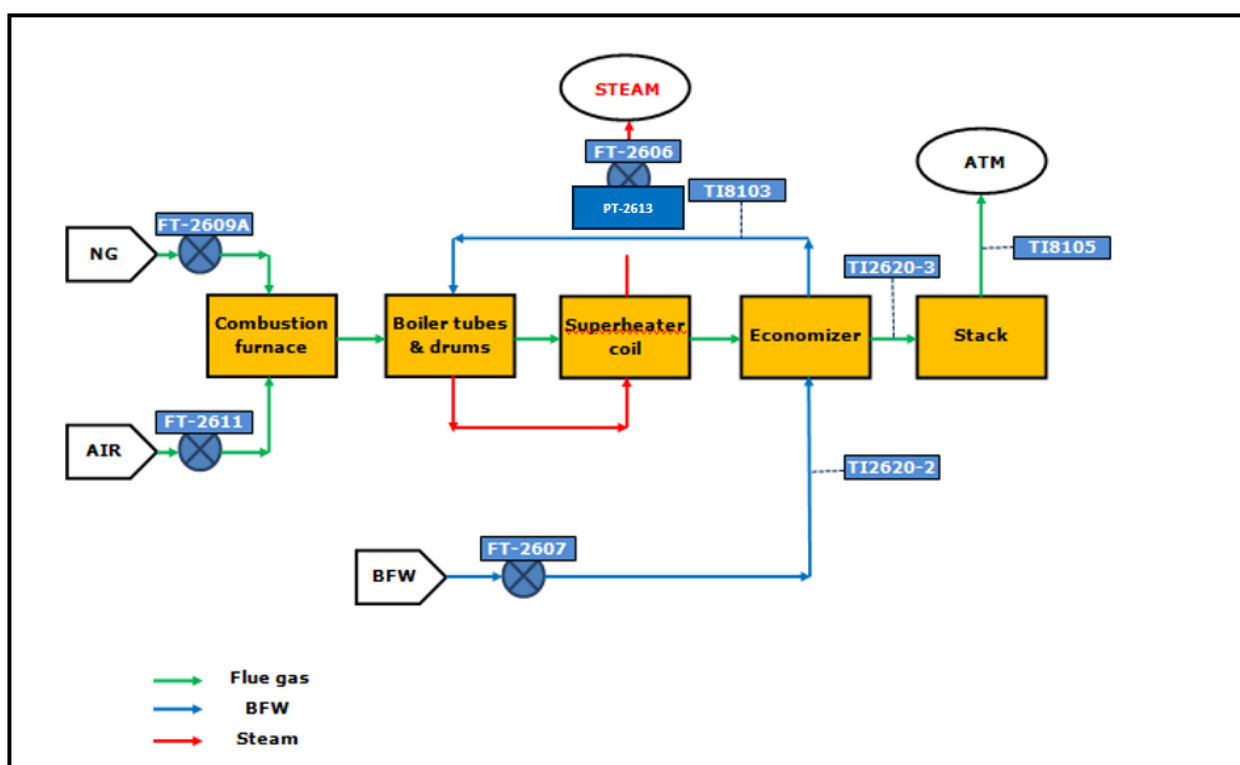 STEAM
FT-2606
ATM
PT-2613
TI8103
FT-2609A
NG
TI8105
TI2620-3
Combustion
furnace
Boiler tubes
& drums
Superheater
coil
Economizer
Stack
FT-2611
AIR
TI2620-2
FT-2607
BFW
Flue gas
BFW
Steam